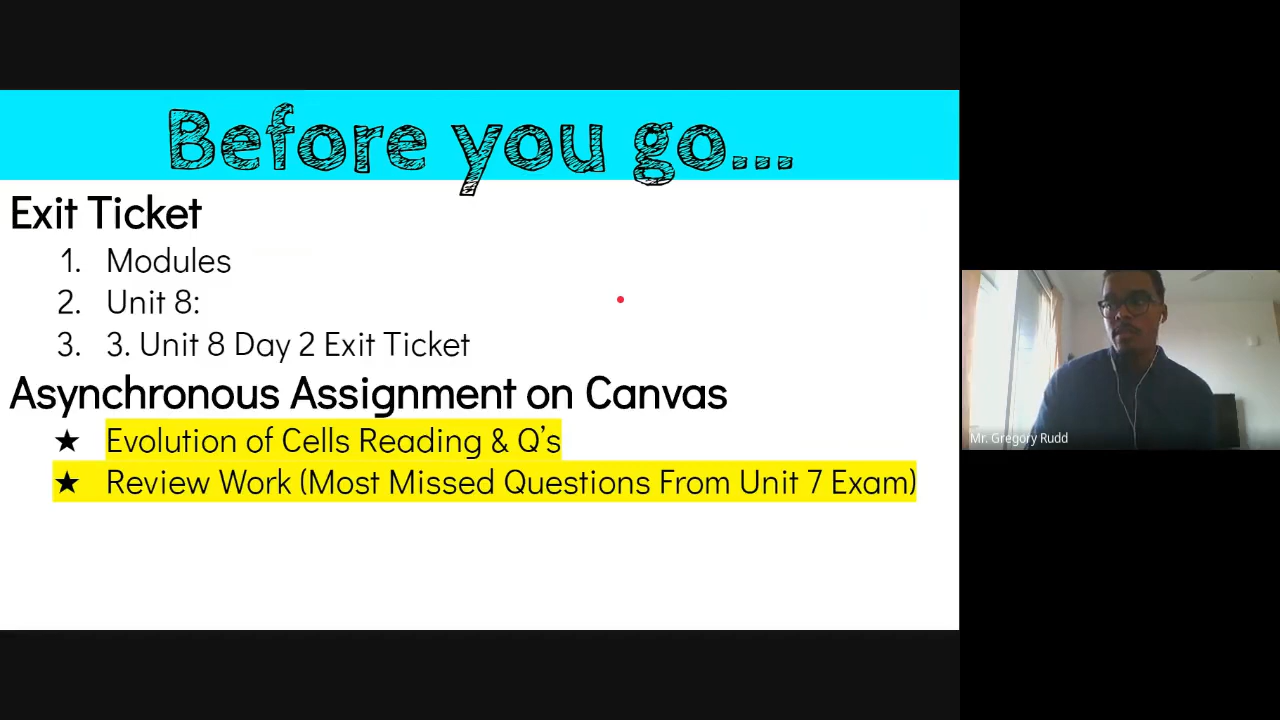 Before you go...
Exit Ticket
1. Modules
2. Unit 8:
3. 3. Unit 8 Day 2 Exit Ticket
Asynchronous Assignment on Canvas
★ Evolution of Cells Reading & Q's
★ Review Work (Most Missed Questions From Unit 7 Exam)
Mr. Gregory Rudd